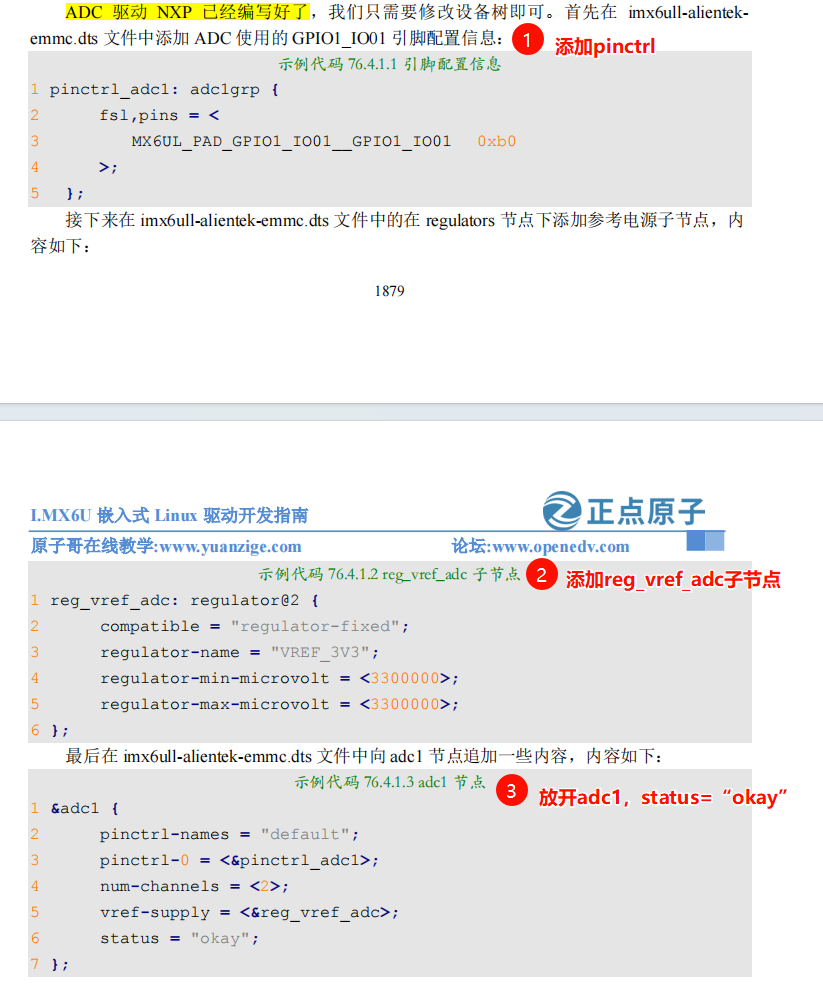 ADC 驱动 NXP 已经编写好了，我们只需要修改设备树即可。首先在 imx6ull-alientek-
emmc.dts 文件中添加 ADC 使用的 GPIO1_IO01 引脚配置信息：
1 添加pinctrl
示例代码 76.4.1.1 引脚配置信息
1 pinctrl_adc1: adc1grp {
2 fsl,pins = <
3 MX6UL_PAD_GPIO1_IO01__GPIO1_IO01 0xb0
4 >;
5 };
接下来在 imx6ull-alientek-emmc.dts 文件中的在 regulators 节点下添加参考电源子节点，内
容如下：
1879
I.MX6U 嵌入式 Linux 驱动开发指南
正点原子
原子哥在线教学:www.yuanzige.com 论坛:www.openedv.com
示例代码 76.4.1.2 reg_vref_adc 子节点
2 添加reg_vref_adc子节点
1 reg_vref_adc: regulator@2 {
2 compatible = "regulator-fixed";
3 regulator-name = "VREF_3V3";
4 regulator-min-microvolt = <3300000>;
5 regulator-max-microvolt = <3300000>;
6 };
最后在 imx6ull-alientek-emmc.dts 文件中向 adc1 节点追加一些内容，内容如下：
示例代码 76.4.1.3 adc1 节点
3 放开adc1，status=“okay”
1 &adc1 {
2 pinctrl-names = "default";
3 pinctrl-0 = <&pinctrl_adc1>;
4 num-channels = <2>;
5 vref-supply = <&reg_vref_adc>;
6 status = "okay";
7 };